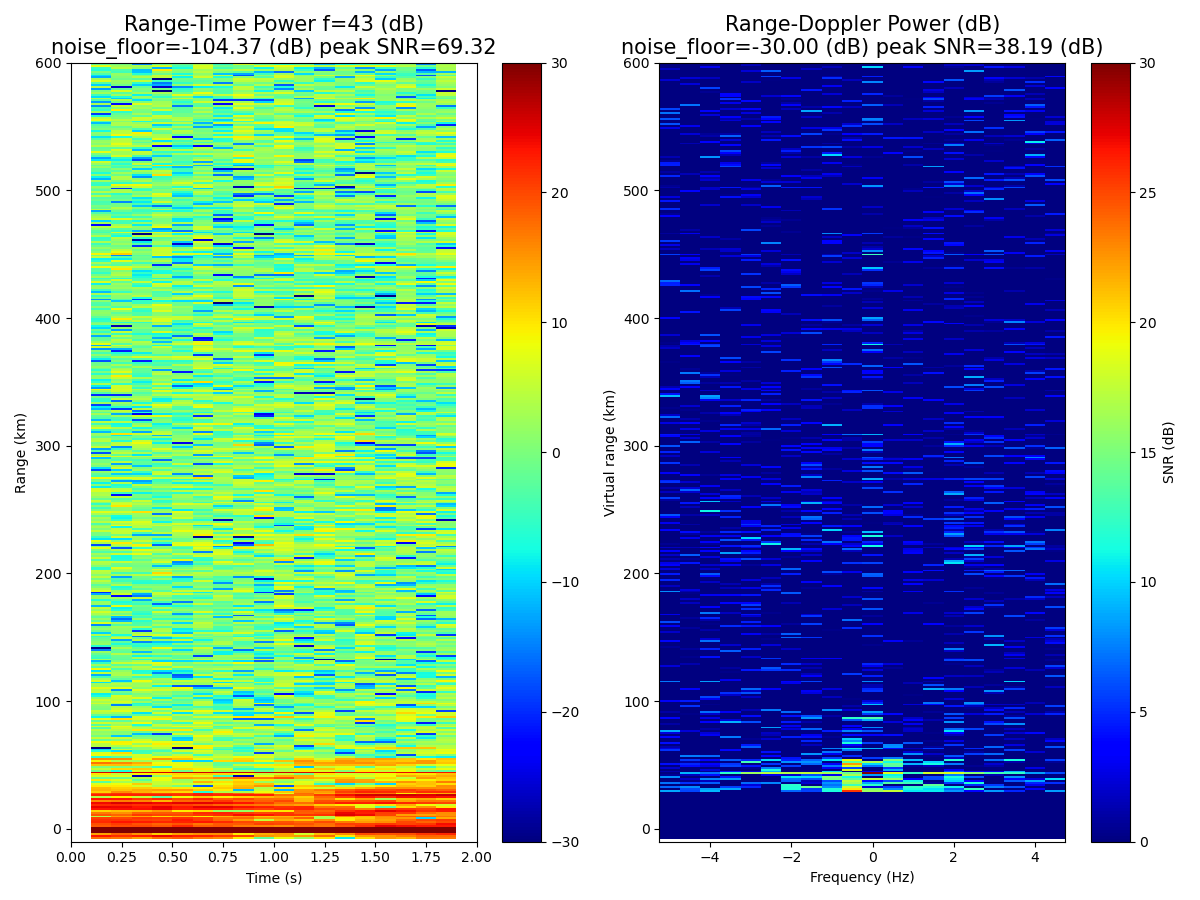 Range-Time Power f=43 (dB)
noise_floor=-104.37 (dB) peak SNR=69.32
600
500
400
300
200
100
0
Range (km)
0.00 0.25 0.50 0.75 1.00 1.25 1.50 1.75 2.00
Time (s)
30
20
10
0
−10
−20
−30
Range-Doppler Power (dB)
noise_floor=-30.00 (dB) peak SNR=38.19 (dB)
600
500
400
300
200
100
0
Virtual range (km)
−4 −2 0 2 4
Frequency (Hz)
30
25
20
15
10
5
0
SNR (dB)